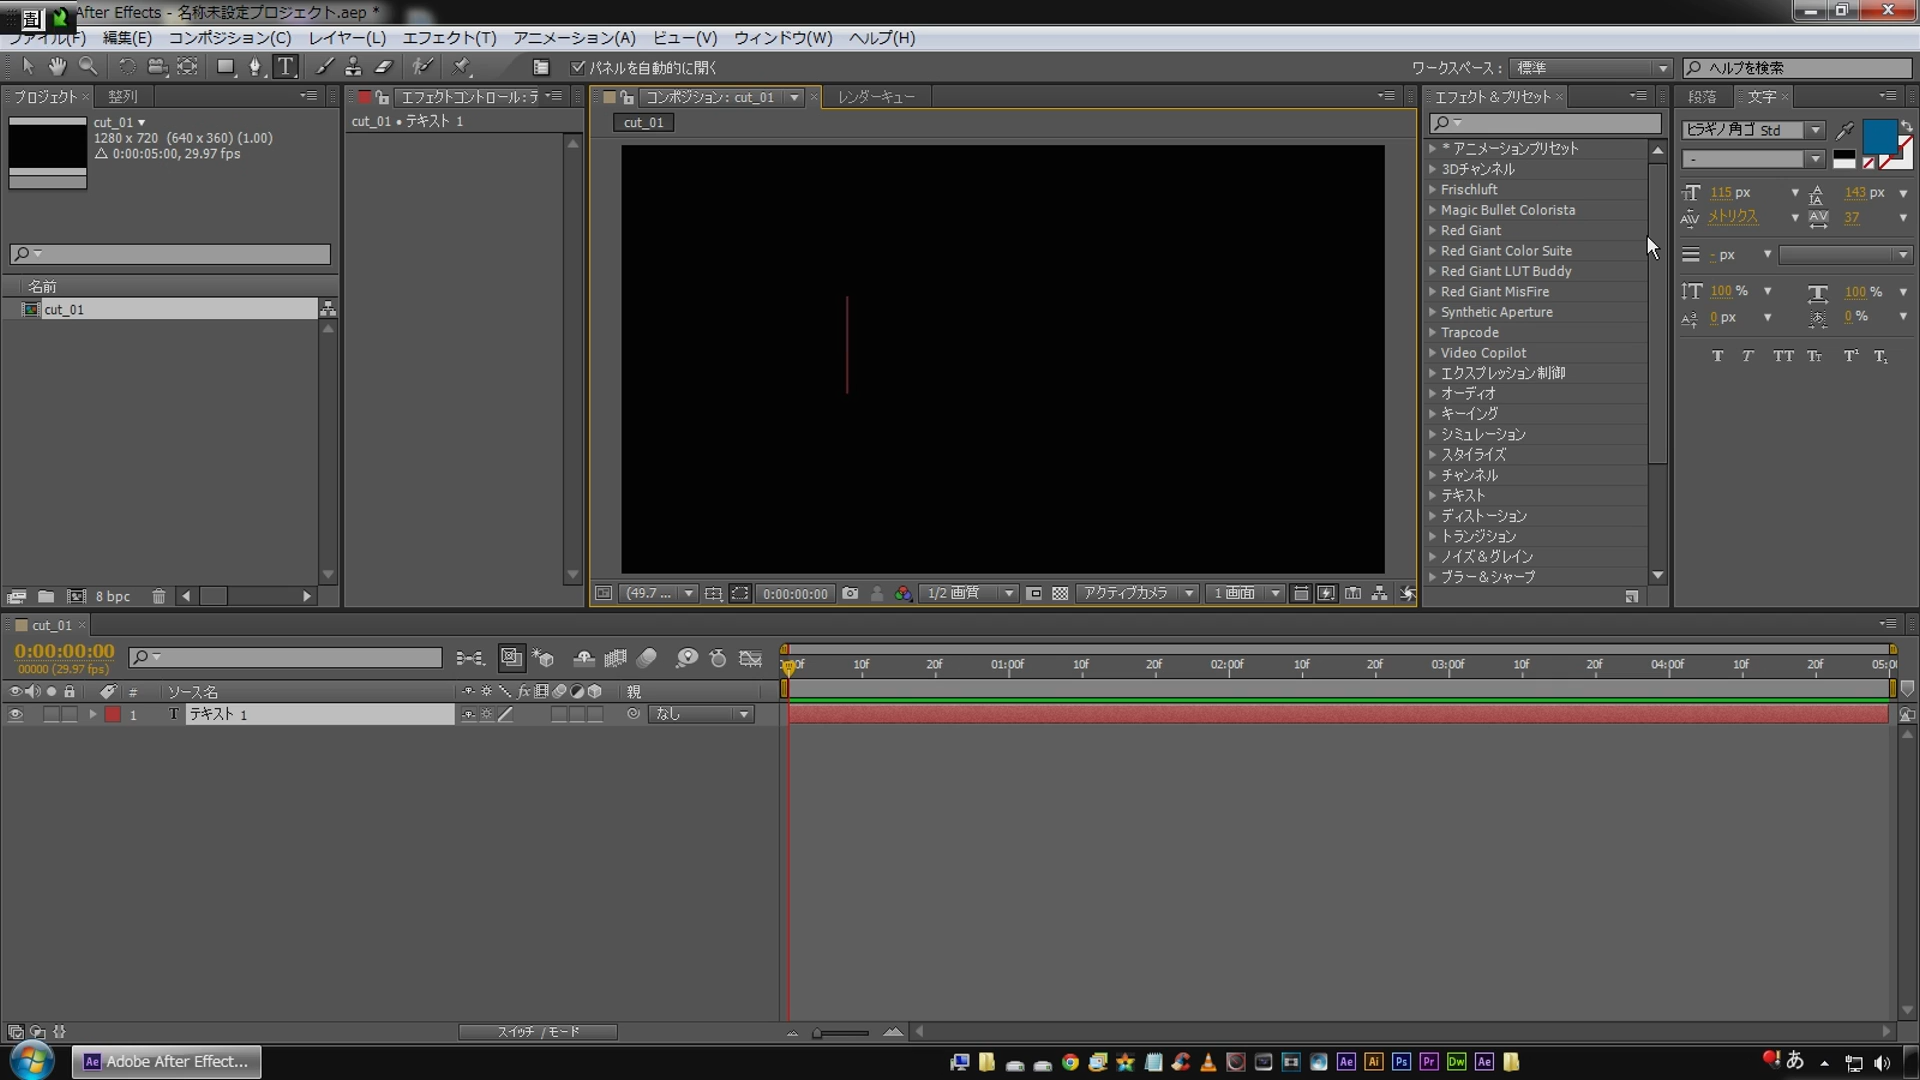 After Effects - 名称未設定プロジェクト.aep *
ファイル(F) 編集(E) コンポジション(C) レイヤー(L) エフェクト(T) アニメーション(A) ビュー(V) ウィンドウ(W) ヘルプ(H)
パネルを自動的に開く
ワークスペース: 標準
ヘルプを検索
プロジェクト 整列
cut_01
1280 x 720 (640 x 360) (1.00)
△ 0:00:05:00, 29.97 fps
名前
cut_01
8 bpc
エフェクトコントロール:テ
cut_01 • テキスト 1
コンポジション: cut_01 レンダーキュー
cut_01
(49.7 ... 0:00:00:00 1/2 画質 アクティブカメラ 1 画面
エフェクト＆プリセット
* アニメーションプリセット
3Dチャンネル
Frischluft
Magic Bullet Colorista
Red Giant
Red Giant Color Suite
Red Giant LUT Buddy
Red Giant MisFire
Synthetic Aperture
Trapcode
Video Copilot
エクスプレッション制御
オーディオ
キーイング
シミュレーション
スタイライズ
チャンネル
テキスト
ディストーション
トランジション
ノイズ＆グレイン
ブラー＆シャープ
段落 文字
ヒラギノ角ゴ Std
-
115 px 143 px
メトリクス 37
- px
100 % 100 %
0 px 0 %
T T TT Tt T¹ T₁
cut_01
0:00:00:00
00000 (29.97 fps)
# ソース名 fx 親
1 T テキスト 1 なし
10f 20f 01:00f 10f 20f 02:00f 10f 20f 03:00f 10f 20f 04:00f 10f 20f 05:0
スイッチ / モード
Ae Adobe After Effect...
Ae Ai Ps Pr Dw Ae
あ